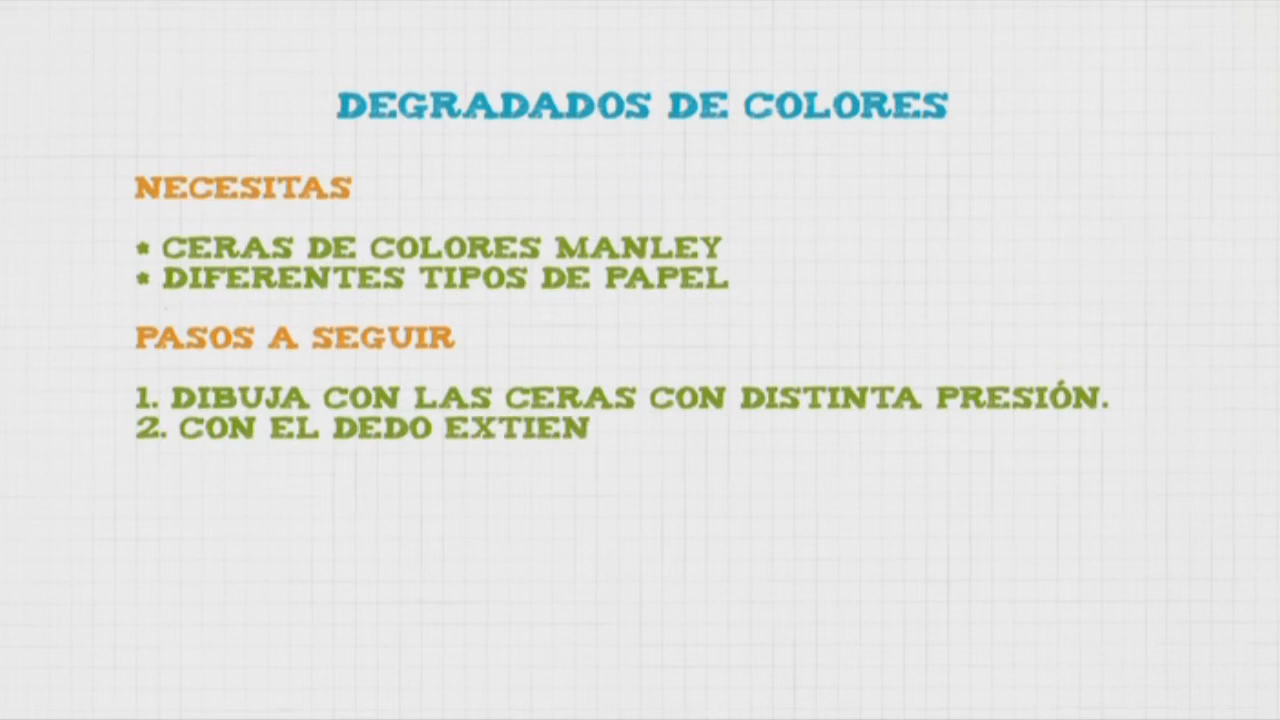 DEGRADADOS DE COLORES
NECESITAS
* CERAS DE COLORES MANLEY
* DIFERENTES TIPOS DE PAPEL
PASOS A SEGUIR
1. DIBUJA CON LAS CERAS CON DISTINTA PRESIÓN.
2. CON EL DEDO EXTIEN